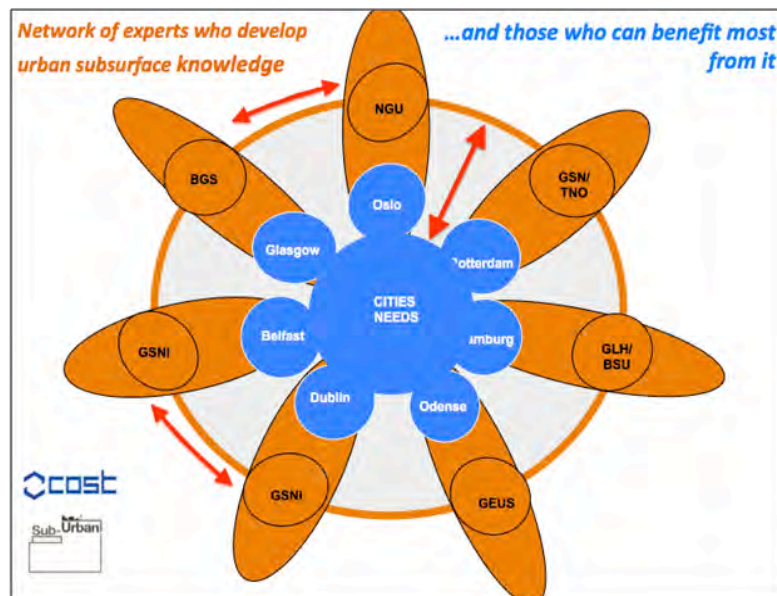 Network of experts who develop
urban subsurface knowledge
...and those who can benefit most
from it
NGU
BGS
GSN/
TNO
Oslo
Glasgow
Rotterdam
CITIES
NEEDS
GSNI
Belfast
amburg
GLH/
BSU
Dublin
Odense
GSNI
GEUS
cost
Sub-Urban